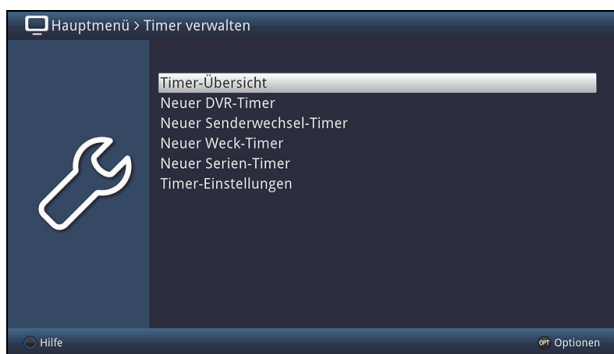 Hauptmenü > Timer verwalten
Timer-Übersicht
Neuer DVR-Timer
Neuer Senderwechsel-Timer
Neuer Weck-Timer
Neuer Serien-Timer
Timer-Einstellungen
Hilfe
OPT Optionen